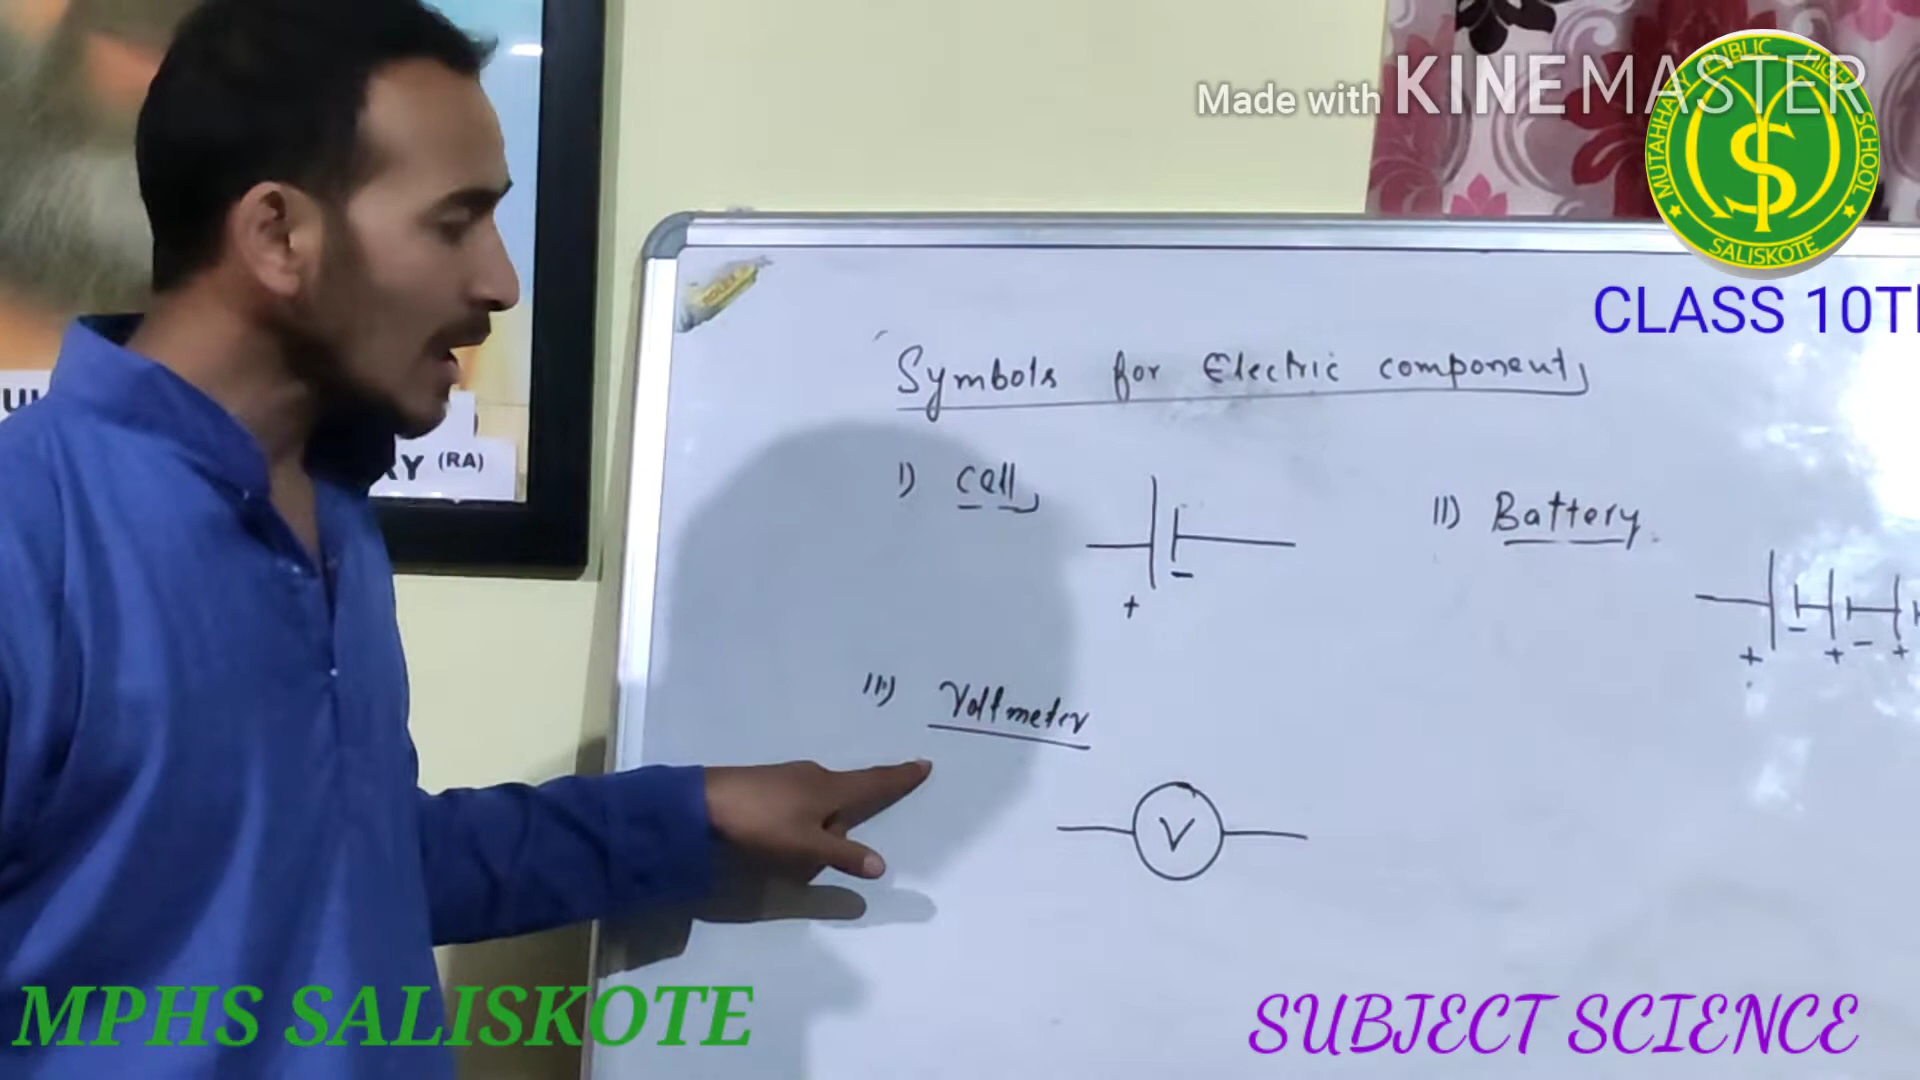 Made with KINEMASTER
MUTAHHARY PUBLIC HIGH SCHOOL
SALISKOTE
CLASS 10T
Symbols for Electric components
I) Cell
+ -
II) Battery
+ - + - +
III) Voltmeter
V
RY (RA)
MPHS SALISKOTE
SUBJECT SCIENCE